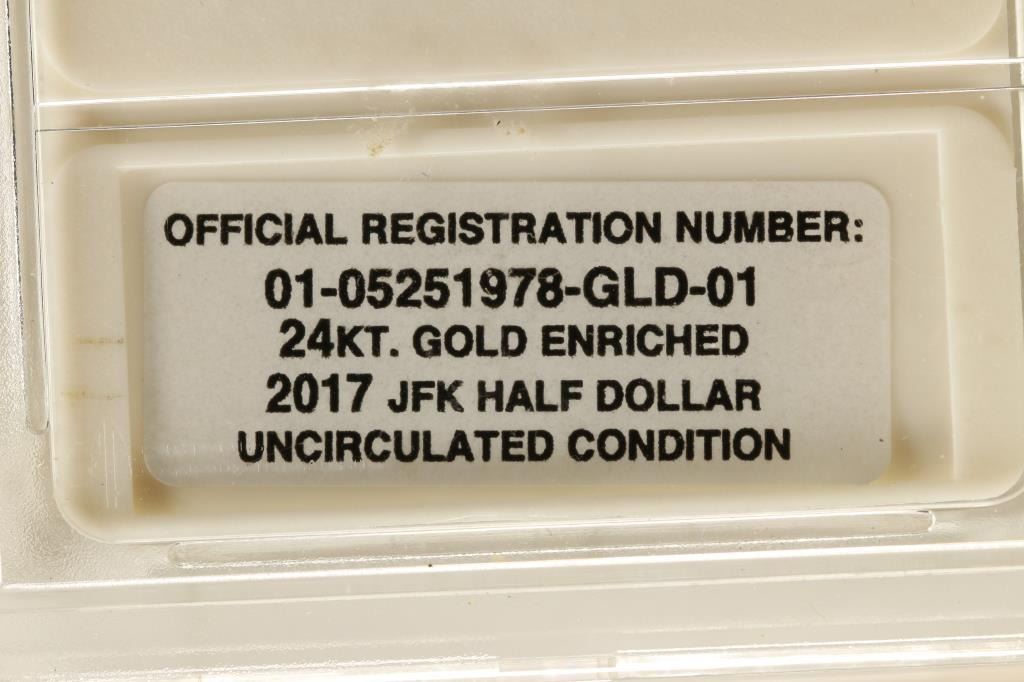 OFFICIAL REGISTRATION NUMBER:
01-05251978-GLD-01
24KT. GOLD ENRICHED
2017 JFK HALF DOLLAR
UNCIRCULATED CONDITION